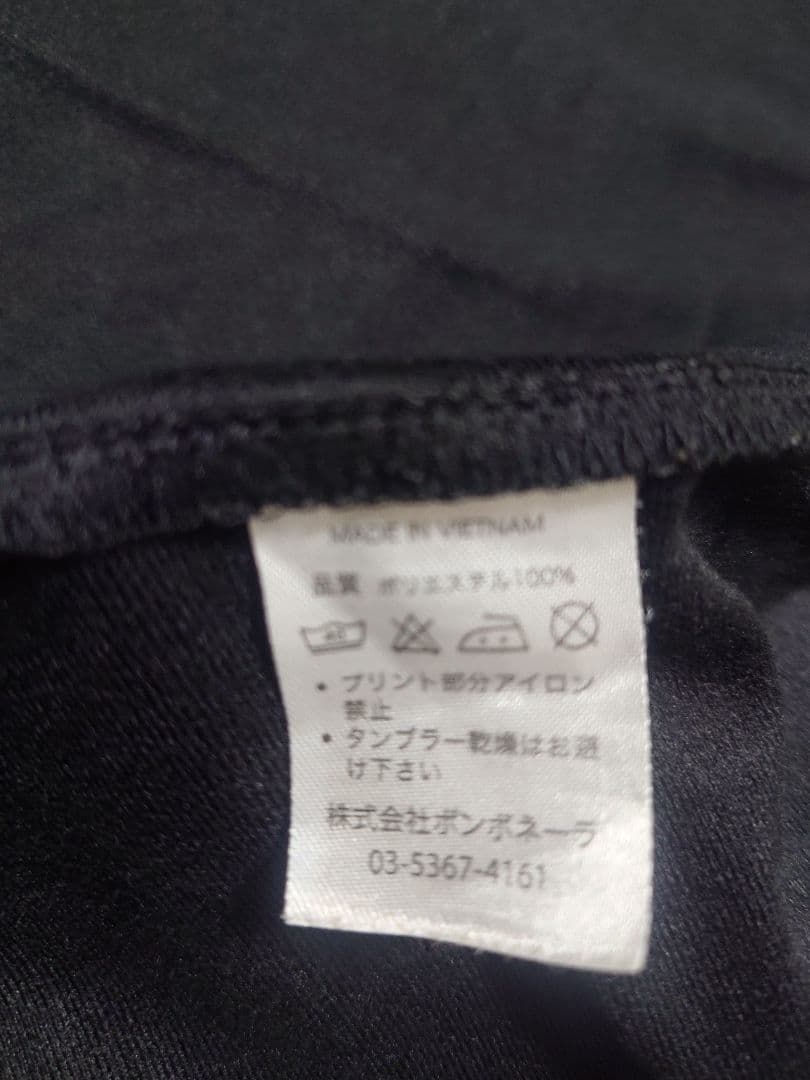 MADE IN VIETNAM
品質 ポリエステル100%
40
• プリント部分アイロン
禁止
• タンブラー乾燥はお避
け下さい
株式会社ボンボネーラ
03-5367-4161